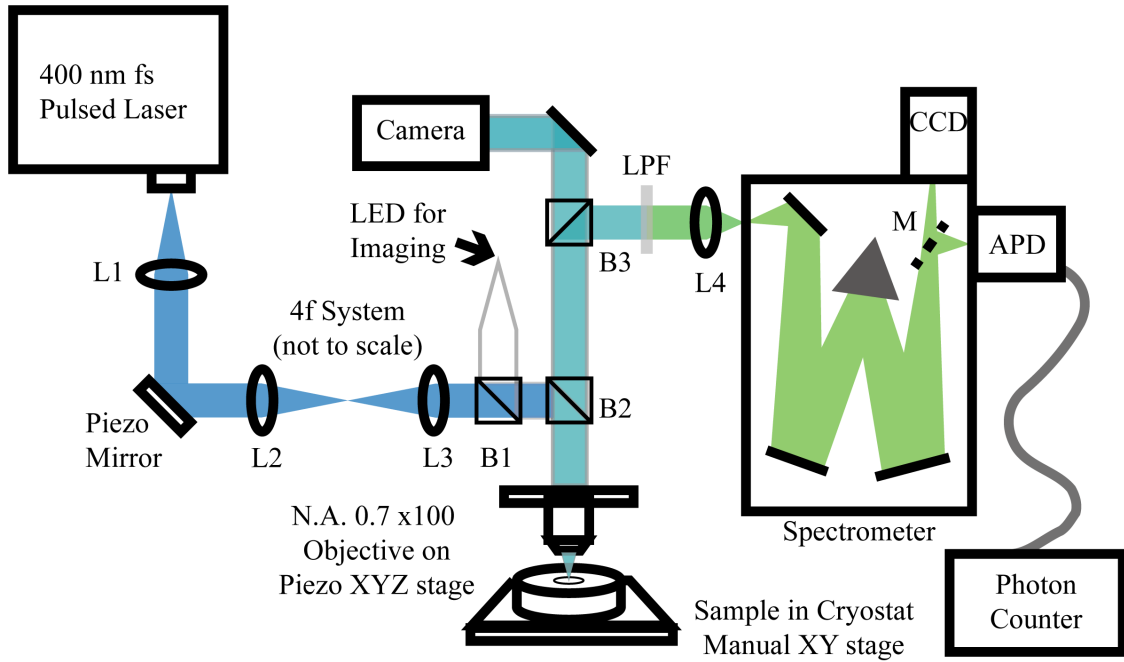 400 nm fs
Pulsed Laser
Camera
CCD
LPF
LED for
Imaging
M
APD
B3
L4
L1
4f System
(not to scale)
B2
Piezo
Mirror
L2
L3
B1
N.A. 0.7 x100
Objective on
Piezo XYZ stage
Spectrometer
Sample in Cryostat
Manual XY stage
Photon
Counter